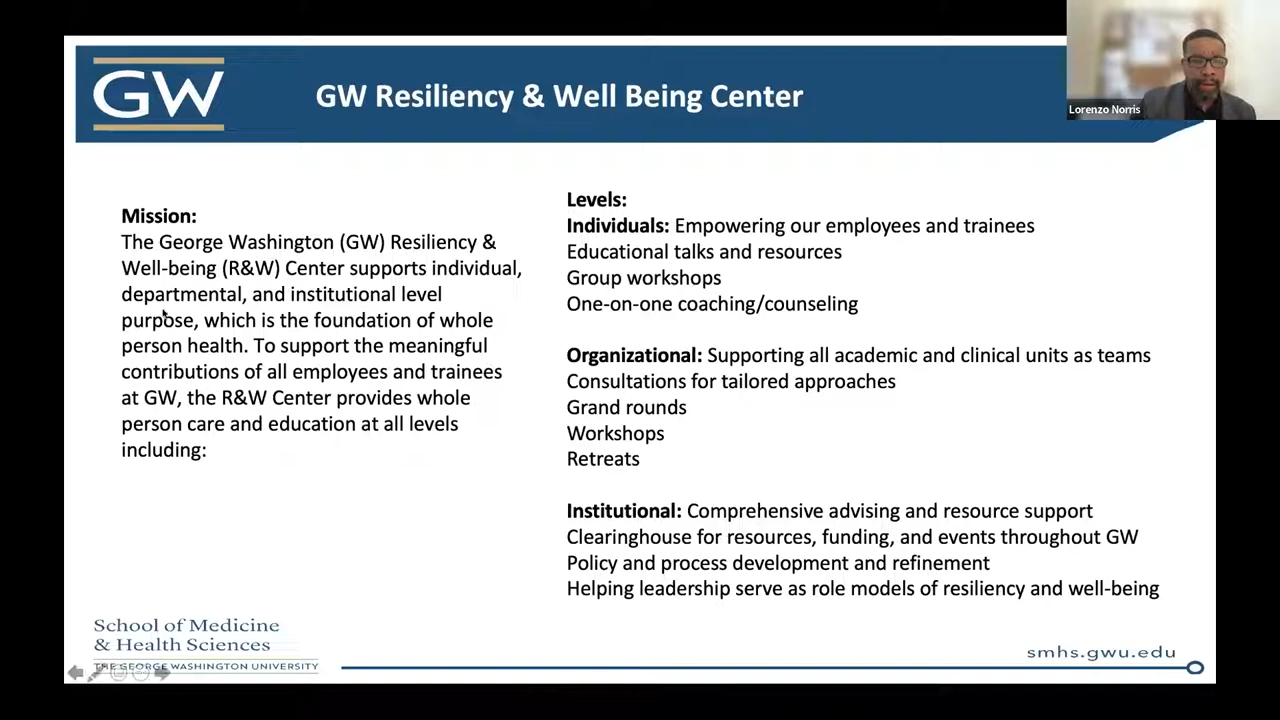 GW
GW Resiliency & Well Being Center
Lorenzo Norris
Mission:
The George Washington (GW) Resiliency &
Well-being (R&W) Center supports individual,
departmental, and institutional level
purpose, which is the foundation of whole
person health. To support the meaningful
contributions of all employees and trainees
at GW, the R&W Center provides whole
person care and education at all levels
including:
Levels:
Individuals: Empowering our employees and trainees
Educational talks and resources
Group workshops
One-on-one coaching/counseling
Organizational: Supporting all academic and clinical units as teams
Consultations for tailored approaches
Grand rounds
Workshops
Retreats
Institutional: Comprehensive advising and resource support
Clearinghouse for resources, funding, and events throughout GW
Policy and process development and refinement
Helping leadership serve as role models of resiliency and well-being
School of Medicine
& Health Sciences
THE GEORGE WASHINGTON UNIVERSITY
smhs.gwu.edu